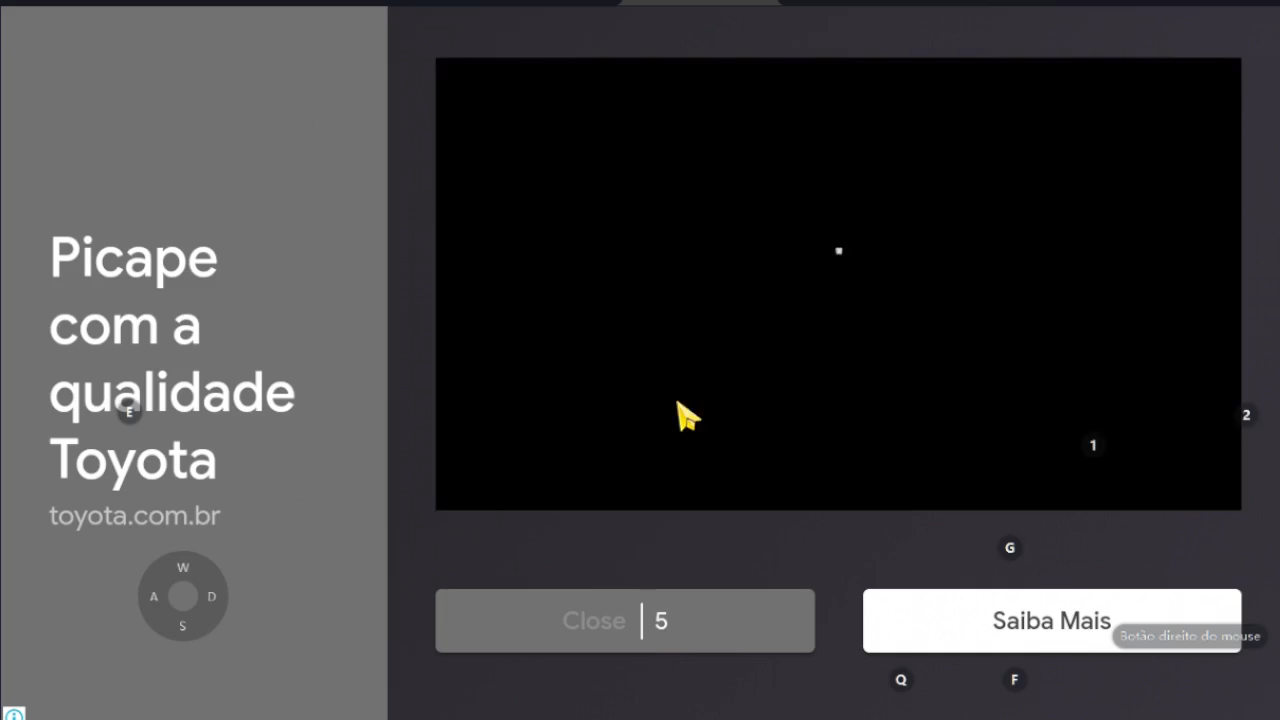 Picape
com a
qualidade
Toyota
toyota.com.br
E
W
A D
S
1
2
G
Close 5
Saiba Mais
Botão direito do mouse
Q
F